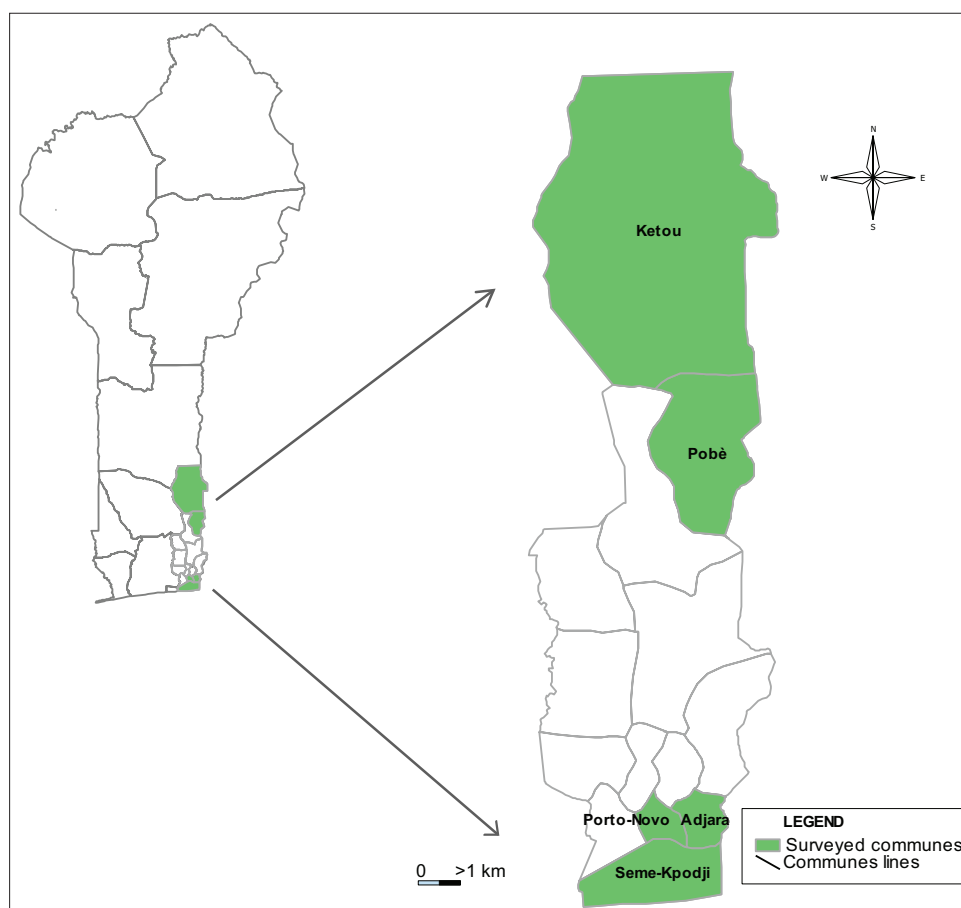 N
W E
S
Ketou
Pobè
Porto-Novo Adjara
Seme-Kpodji
LEGEND
Surveyed communes
Communes lines
0 >1 km